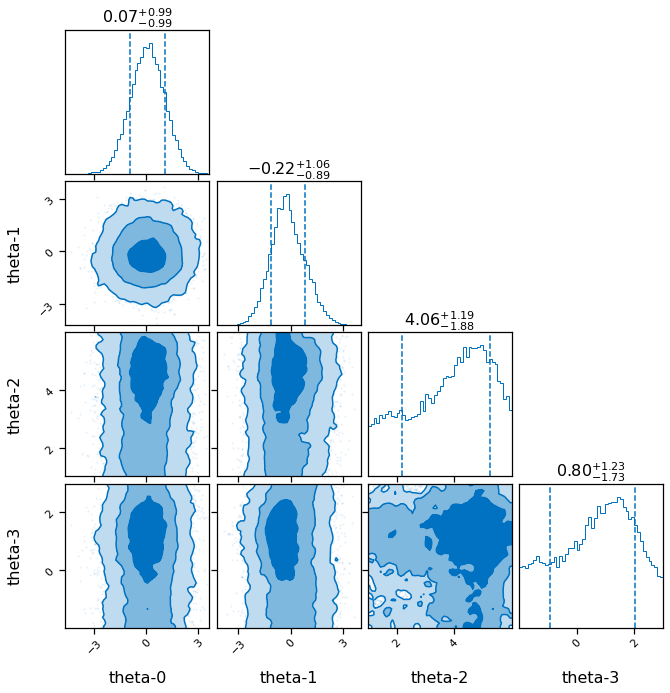 0.07+0.99−0.99
−0.22+1.06−0.89
theta-1
3
0
−3
4.06+1.19−1.88
theta-2
4
2
0.80+1.23−1.73
theta-3
2
0
−3 0 3 −3 0 3 2 4 0 2
theta-0 theta-1 theta-2 theta-3